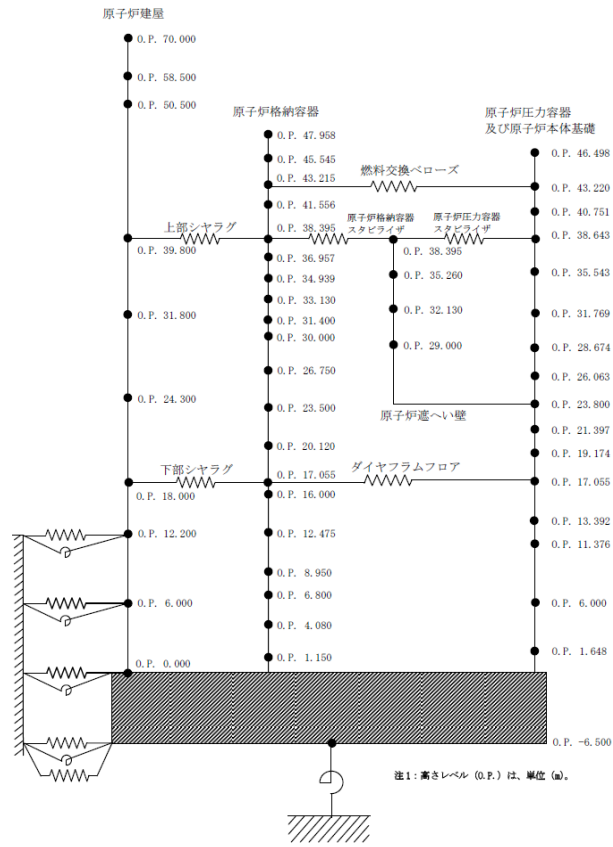 原子炉建屋
O.P. 70.000
O.P. 58.500
O.P. 50.500
O.P. 39.800
O.P. 31.800
O.P. 24.300
O.P. 18.000
O.P. 12.200
O.P. 6.000
O.P. 0.000
上部シヤラグ
下部シヤラグ
原子炉格納容器
O.P. 47.958
O.P. 45.545
O.P. 43.215
O.P. 41.556
O.P. 38.395
O.P. 36.957
O.P. 34.939
O.P. 33.130
O.P. 31.400
O.P. 30.000
O.P. 26.750
O.P. 23.500
O.P. 20.120
O.P. 17.055
O.P. 16.000
O.P. 12.475
O.P. 8.950
O.P. 6.800
O.P. 4.080
O.P. 1.150
燃料交換ベローズ
原子炉格納容器
スタビライザ
原子炉圧力容器
スタビライザ
O.P. 38.395
O.P. 35.260
O.P. 32.130
O.P. 29.000
原子炉遮へい壁
ダイヤフラムフロア
原子炉圧力容器
及び原子炉本体基礎
O.P. 46.498
O.P. 43.220
O.P. 40.751
O.P. 38.643
O.P. 35.543
O.P. 31.769
O.P. 28.674
O.P. 26.063
O.P. 23.800
O.P. 21.397
O.P. 19.174
O.P. 17.055
O.P. 13.392
O.P. 11.376
O.P. 6.000
O.P. 1.648
O.P. -6.500
注1:高さレベル(O.P.)は、単位(m)。